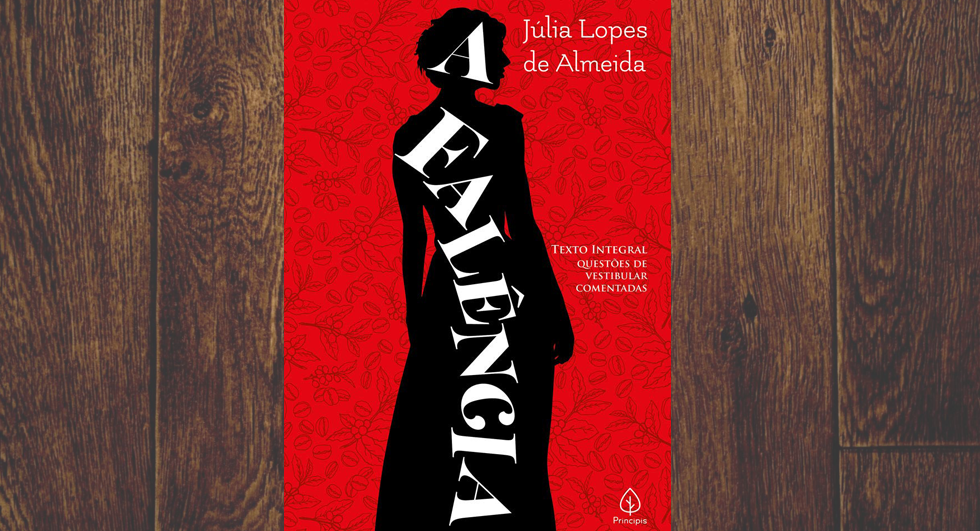 Júlia Lopes
de Almeida
A
FALÊNCIA
TEXTO INTEGRAL
QUESTÕES DE
VESTIBULAR
COMENTADAS
Principis